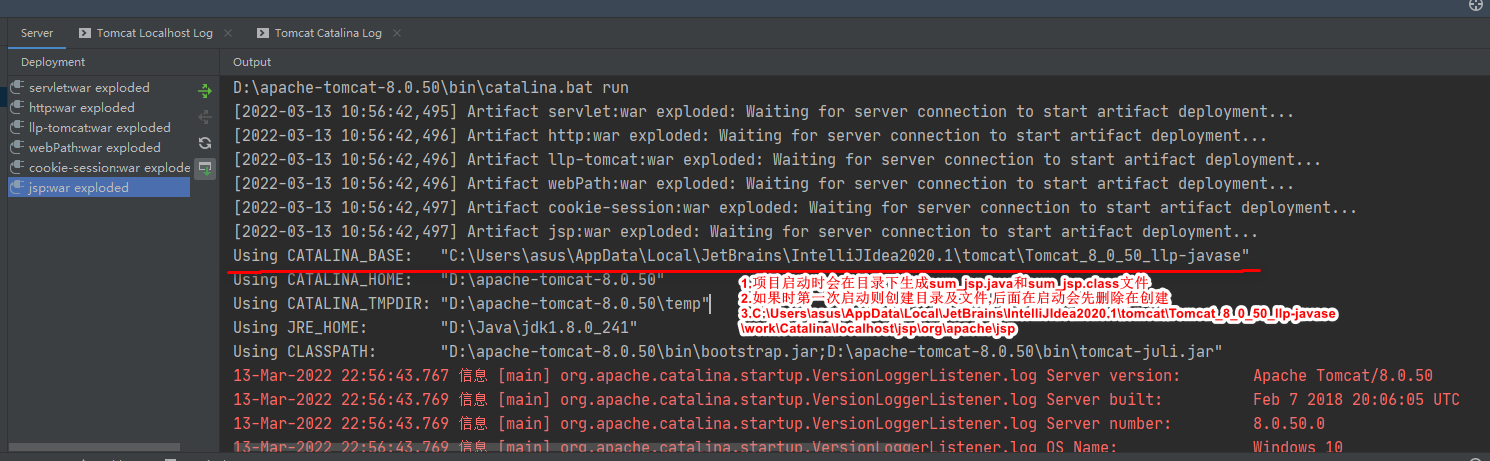 Server
Tomcat Localhost Log
Tomcat Catalina Log
Deployment
Output
servlet:war exploded
http:war exploded
llp-tomcat:war exploded
webPath:war exploded
cookie-session:war explode
jsp:war exploded
D:\apache-tomcat-8.0.50\bin\catalina.bat run
[2022-03-13 10:56:42,495] Artifact servlet:war exploded: Waiting for server connection to start artifact deployment...
[2022-03-13 10:56:42,496] Artifact http:war exploded: Waiting for server connection to start artifact deployment...
[2022-03-13 10:56:42,496] Artifact llp-tomcat:war exploded: Waiting for server connection to start artifact deployment...
[2022-03-13 10:56:42,496] Artifact webPath:war exploded: Waiting for server connection to start artifact deployment...
[2022-03-13 10:56:42,497] Artifact cookie-session:war exploded: Waiting for server connection to start artifact deployment...
[2022-03-13 10:56:42,497] Artifact jsp:war exploded: Waiting for server connection to start artifact deployment...
Using CATALINA_BASE: "C:\Users\asus\AppData\Local\JetBrains\IntelliJIdea2020.1\tomcat\Tomcat_8_0_50_llp-javase"
Using CATALINA_HOME: "D:\apache-tomcat-8.0.50"
Using CATALINA_TMPDIR: "D:\apache-tomcat-8.0.50\temp"
Using JRE_HOME: "D:\Java\jdk1.8.0_241"
Using CLASSPATH: "D:\apache-tomcat-8.0.50\bin\bootstrap.jar;D:\apache-tomcat-8.0.50\bin\tomcat-juli.jar"
1.项目启动时会在目录下生成sum_jsp.java和sum_jsp.class文件
2.如果时第一次启动则创建目录及文件,后面在启动会先删除在创建
3.C:\Users\asus\AppData\Local\JetBrains\IntelliJIdea2020.1\tomcat\Tomcat_8_0_50_llp-javase
\work\Catalina\localhost\jsp\org\apache\jsp
13-Mar-2022 22:56:43.767 信息 [main] org.apache.catalina.startup.VersionLoggerListener.log Server version: Apache Tomcat/8.0.50
13-Mar-2022 22:56:43.769 信息 [main] org.apache.catalina.startup.VersionLoggerListener.log Server built: Feb 7 2018 20:06:05 UTC
13-Mar-2022 22:56:43.769 信息 [main] org.apache.catalina.startup.VersionLoggerListener.log Server number: 8.0.50.0
13-Mar-2022 22:56:43.769 信息 [main] org.apache.catalina.startup.VersionLoggerListener.log OS Name: Windows 10